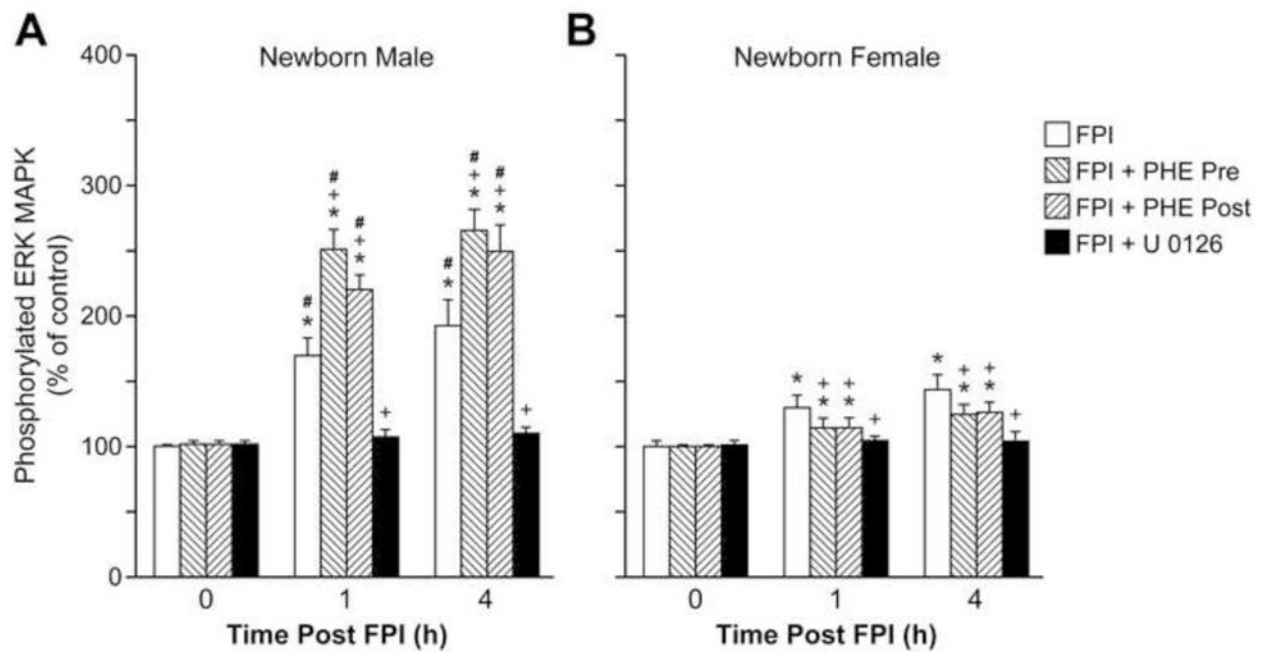 A
B
Newborn Male
Newborn Female
Phosphorylated ERK MAPK
(% of control)
400
300
200
100
0
#
*
#
+
*
#
+
*
+
#
*
#
+
*
#
+
*
+
*
+
*
+
*
+
*
+
*
+
*
+
0 1 4
0 1 4
Time Post FPI (h)
Time Post FPI (h)
FPI
FPI + PHE Pre
FPI + PHE Post
FPI + U 0126